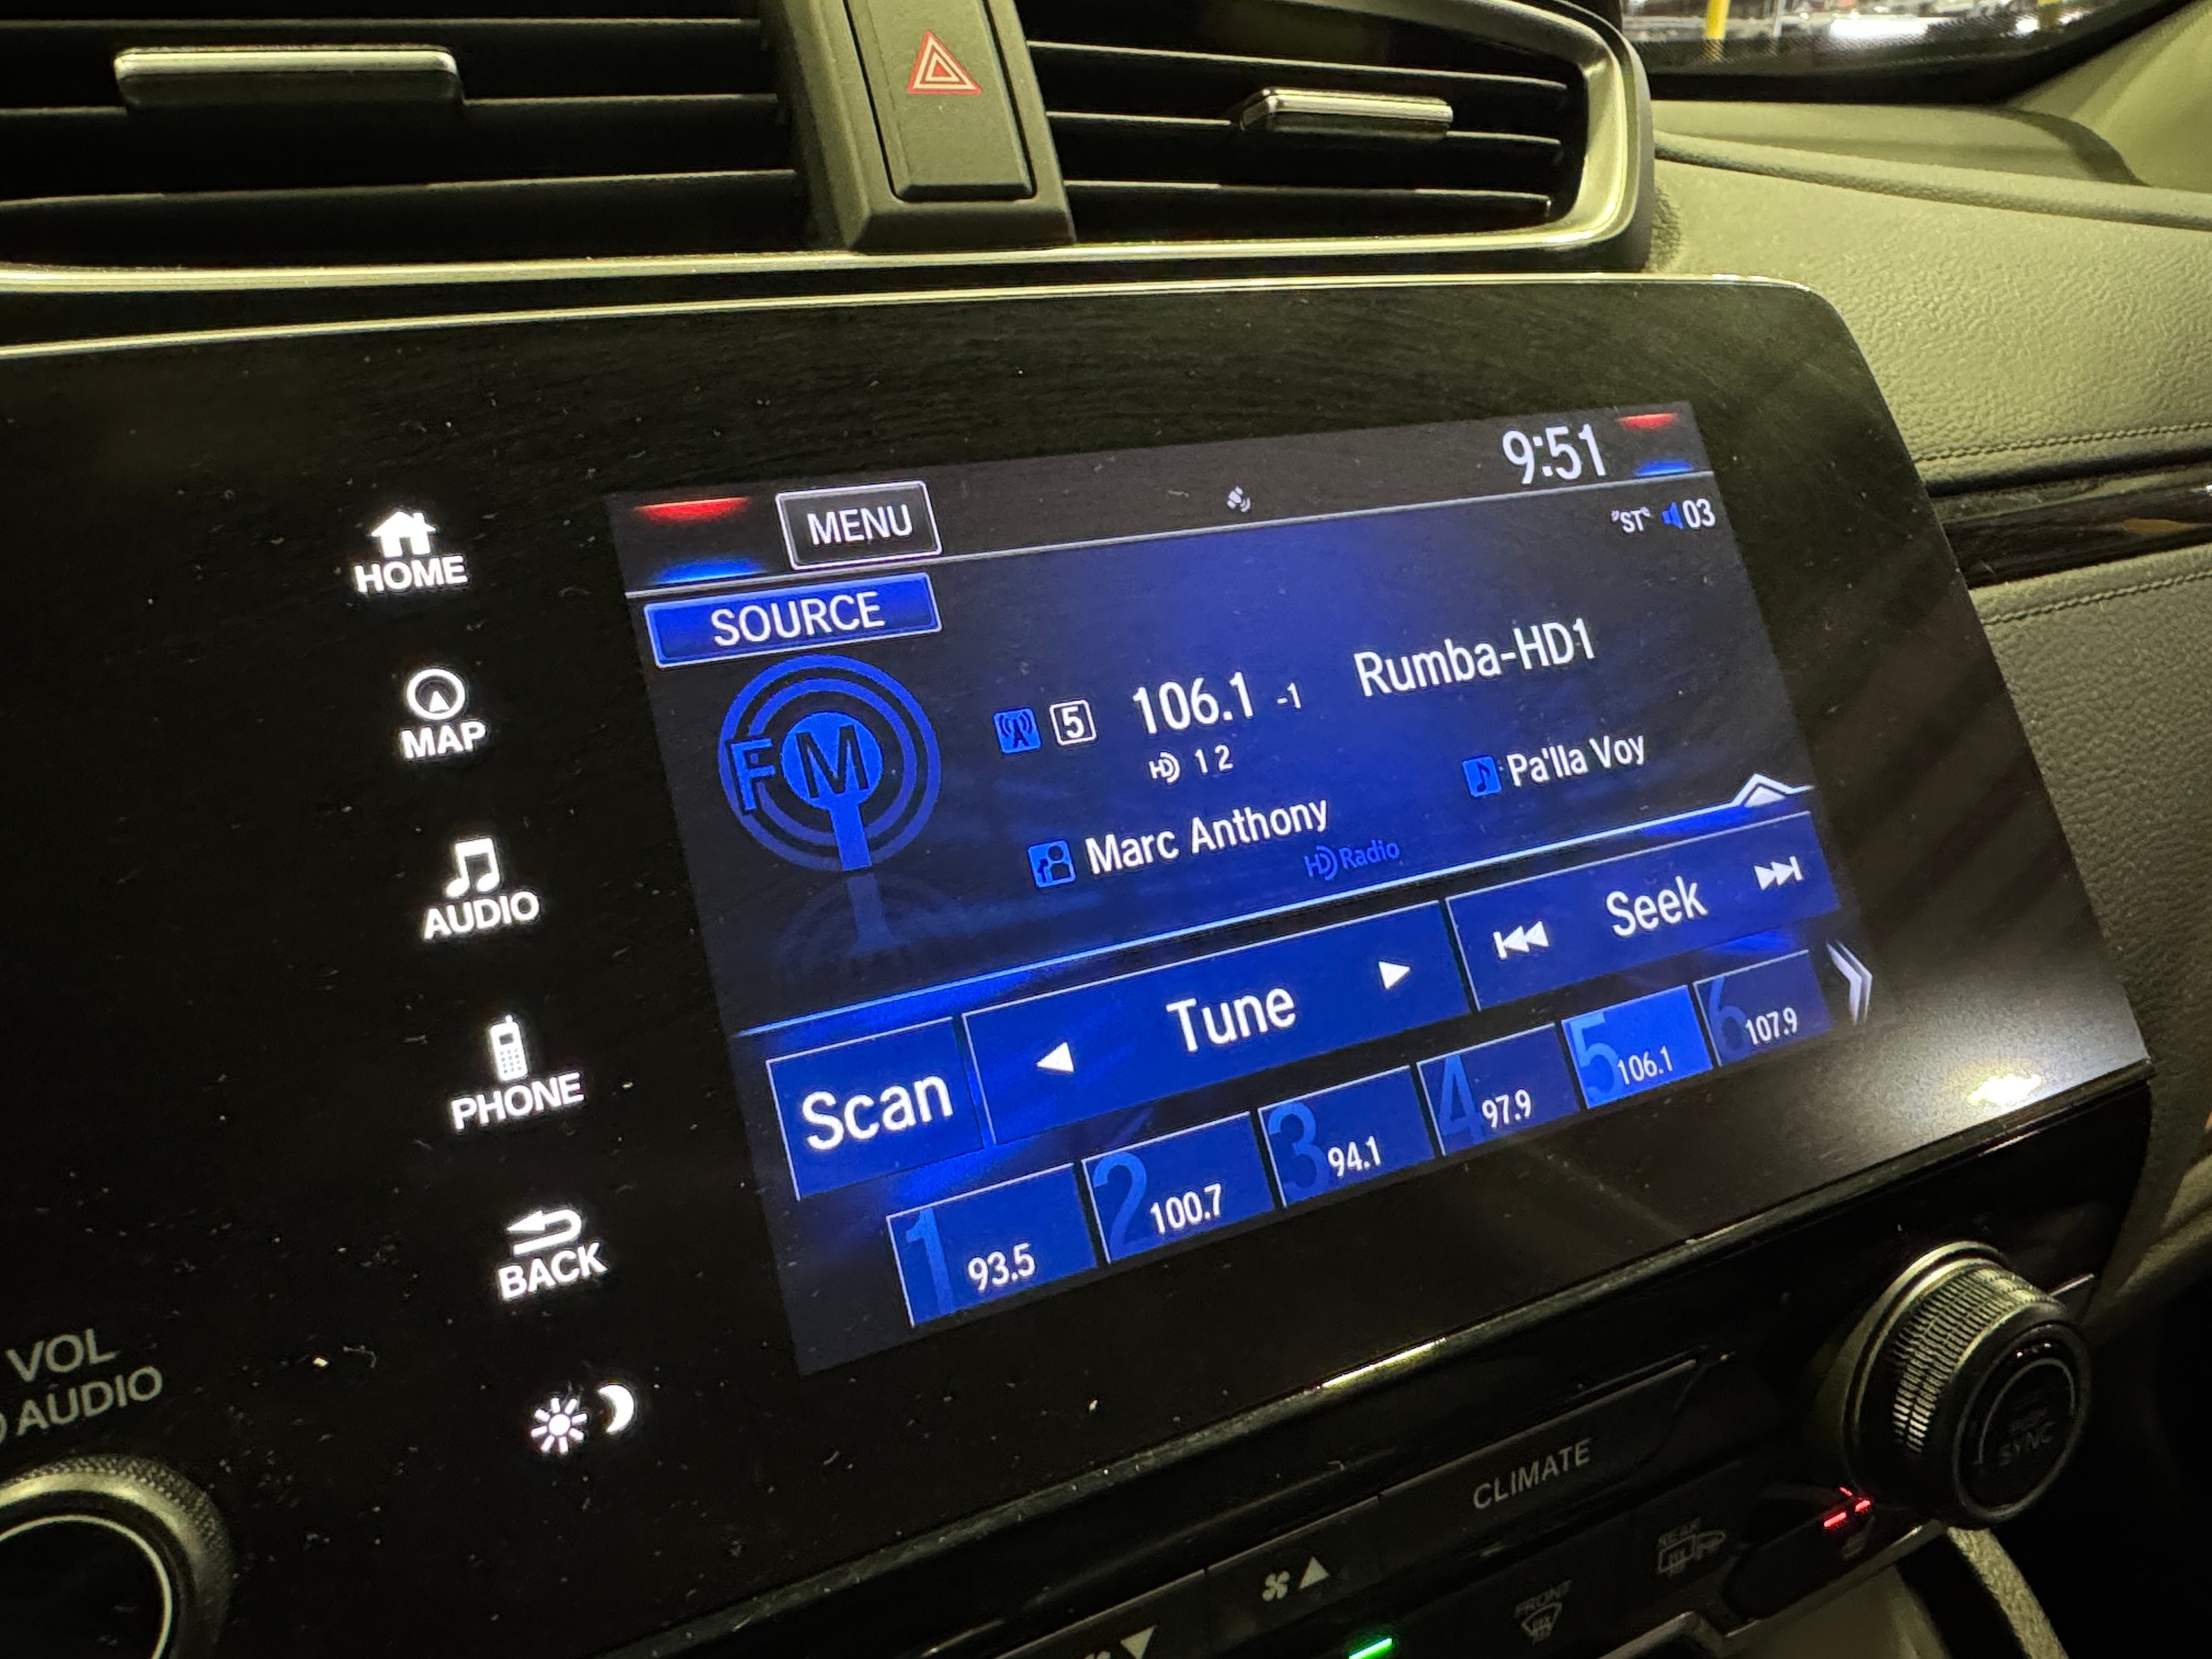 HOME
MAP
AUDIO
PHONE
BACK
VOL
AUDIO
MENU
9:51
"ST" 03
SOURCE
FM
5 106.1 -1 Rumba-HD1
HD 1 2
Pa'lla Voy
Marc Anthony
HD Radio
Scan
Tune
Seek
1 93.5
2 100.7
3 94.1
4 97.9
5 106.1
6 107.9
CLIMATE
SYNC
REAR
FRONT